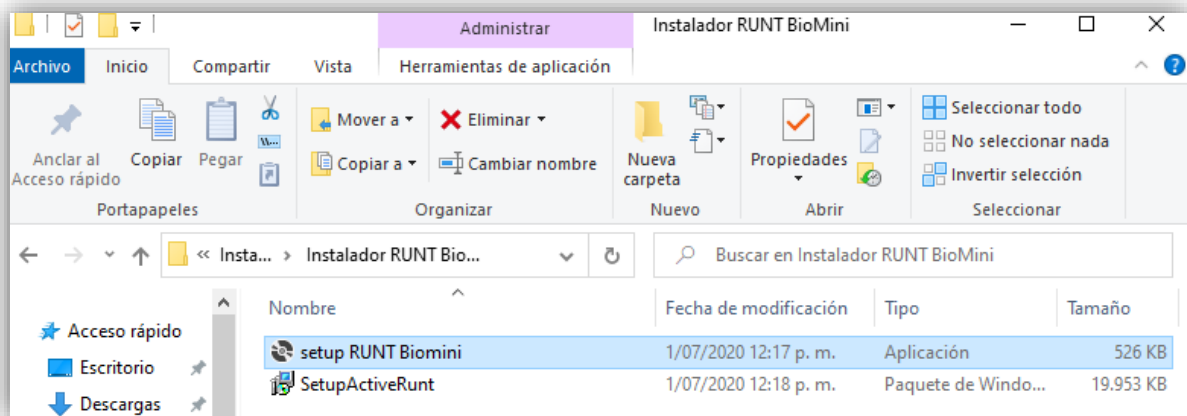 Administrar
Instalador RUNT BioMini
Archivo Inicio Compartir Vista Herramientas de aplicación
Anclar al
Acceso rápido
Copiar
Pegar
Portapapeles
Mover a
Copiar a
Eliminar
Cambiar nombre
Organizar
Nueva
carpeta
Nuevo
Propiedades
Abrir
Seleccionar todo
No seleccionar nada
Invertir selección
Seleccionar
« Insta... › Instalador RUNT Bio...
Buscar en Instalador RUNT BioMini
Acceso rápido
Escritorio
Descargas
Nombre Fecha de modificación Tipo Tamaño
setup RUNT Biomini 1/07/2020 12:17 p. m. Aplicación 526 KB
SetupActiveRunt 1/07/2020 12:18 p. m. Paquete de Windo... 19.953 KB